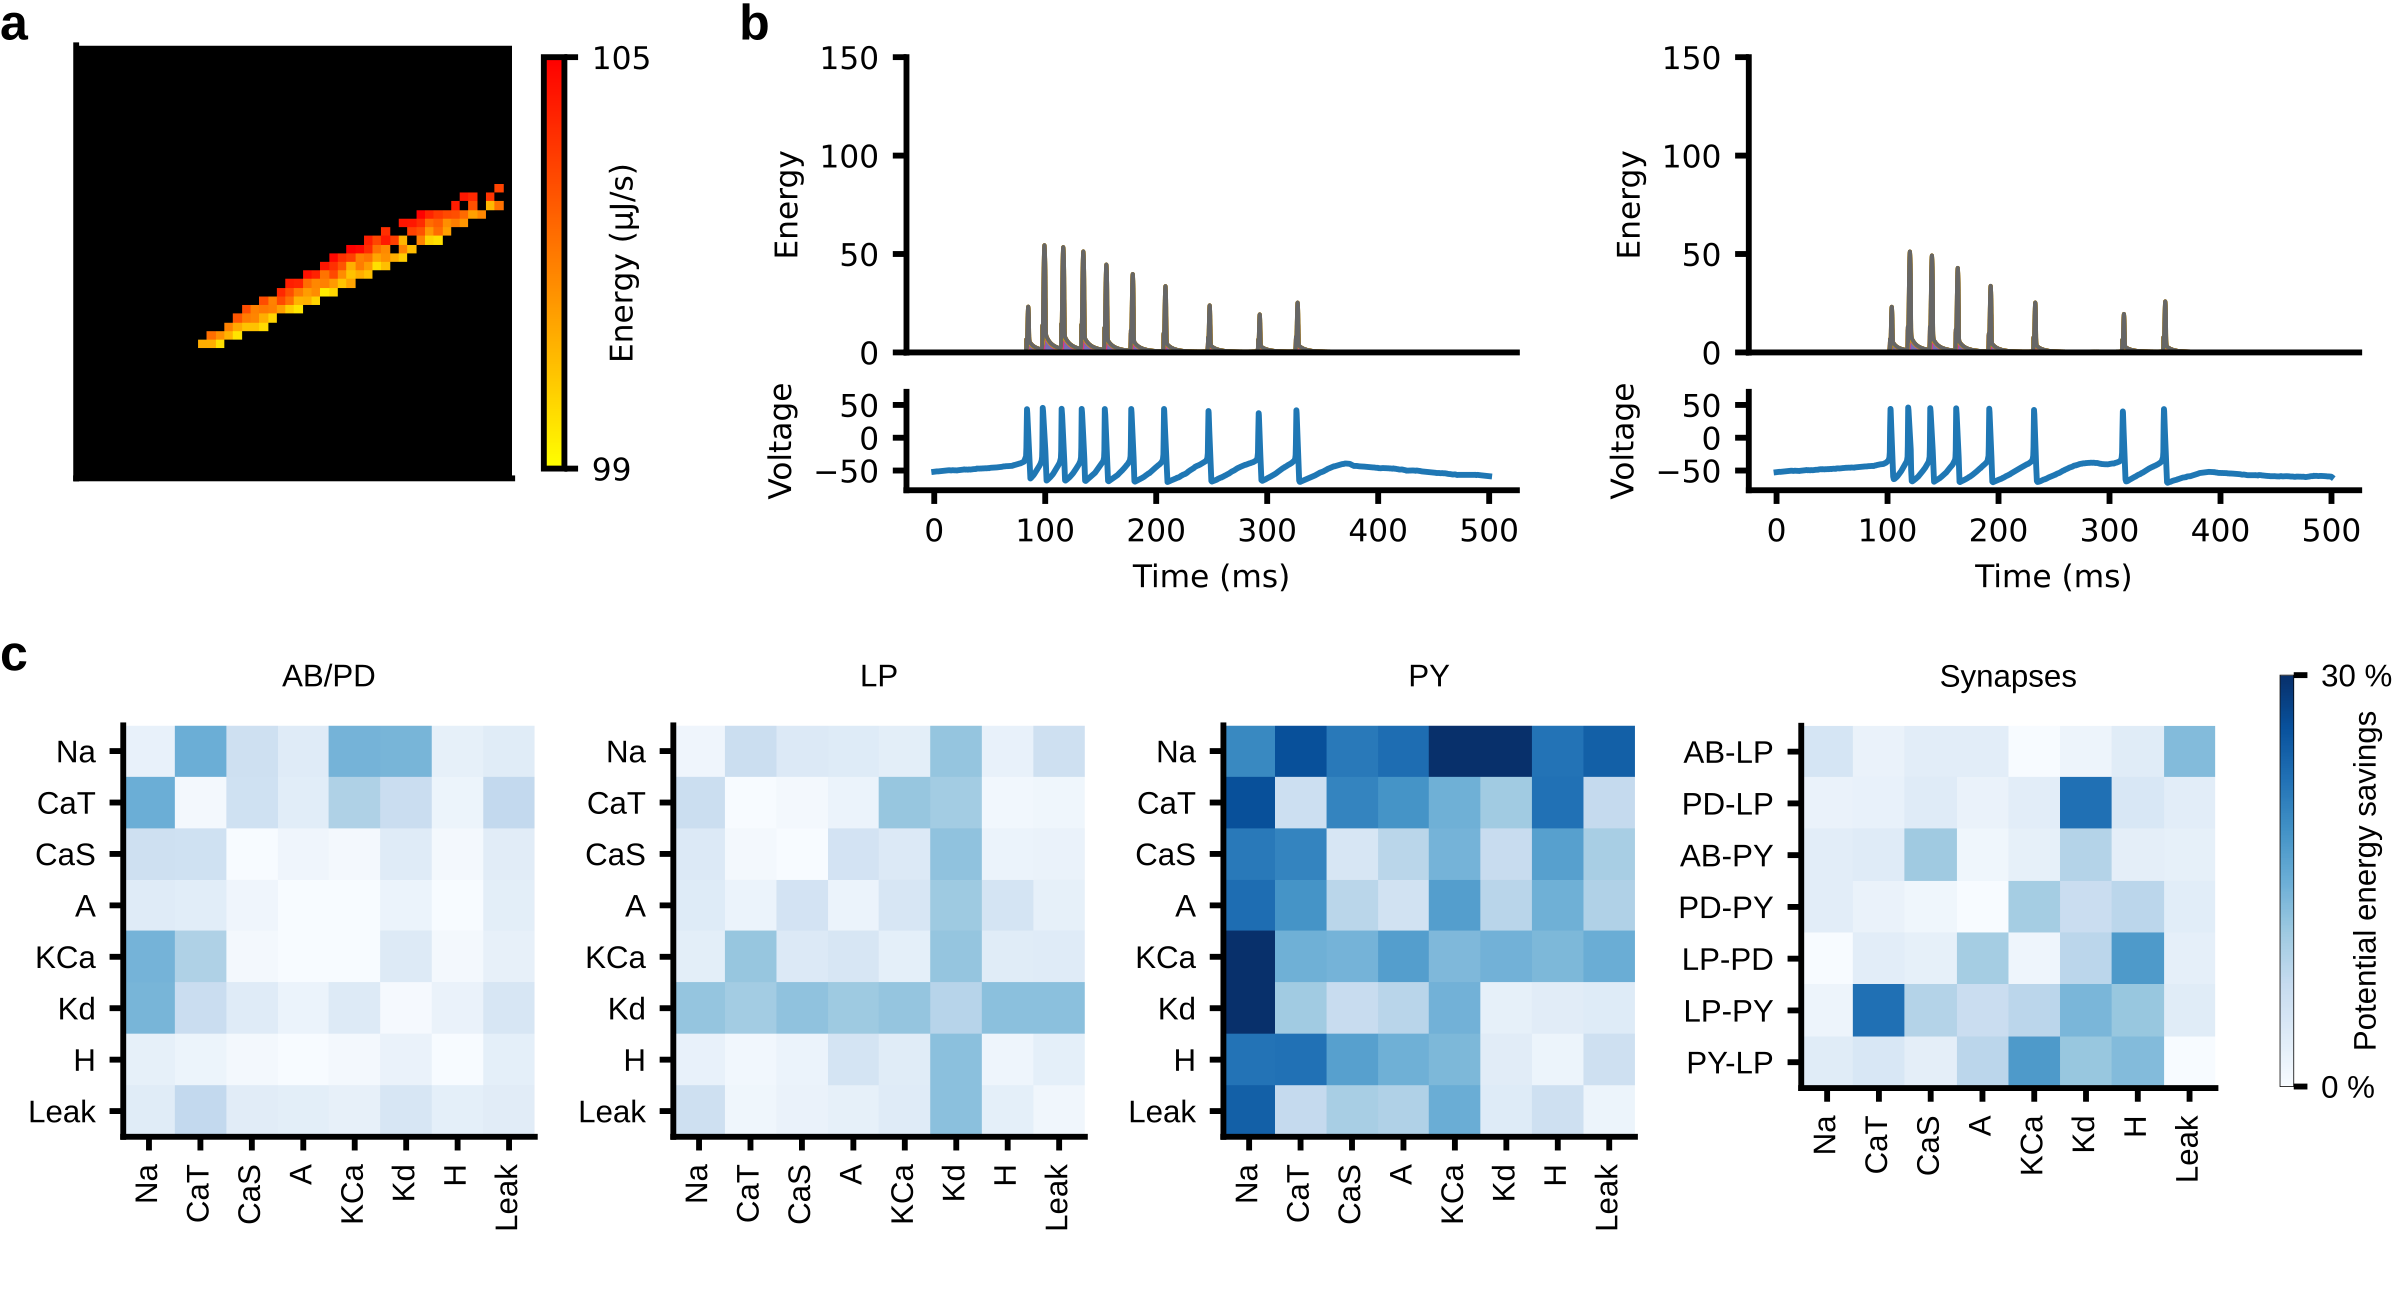 a
105
99
Energy (µJ/s)
b
150
100
50
0
Energy
50
0
−50
Voltage
0 100 200 300 400 500
Time (ms)
150
100
50
0
Energy
50
0
−50
Voltage
0 100 200 300 400 500
Time (ms)
c
AB/PD
Na
CaT
CaS
A
KCa
Kd
H
Leak
Na CaT CaS A KCa Kd H Leak
LP
Na
CaT
CaS
A
KCa
Kd
H
Leak
Na CaT CaS A KCa Kd H Leak
PY
Na
CaT
CaS
A
KCa
Kd
H
Leak
Na CaT CaS A KCa Kd H Leak
Synapses
AB-LP
PD-LP
AB-PY
PD-PY
LP-PD
LP-PY
PY-LP
Na CaT CaS A KCa Kd H Leak
30 %
0 %
Potential energy savings